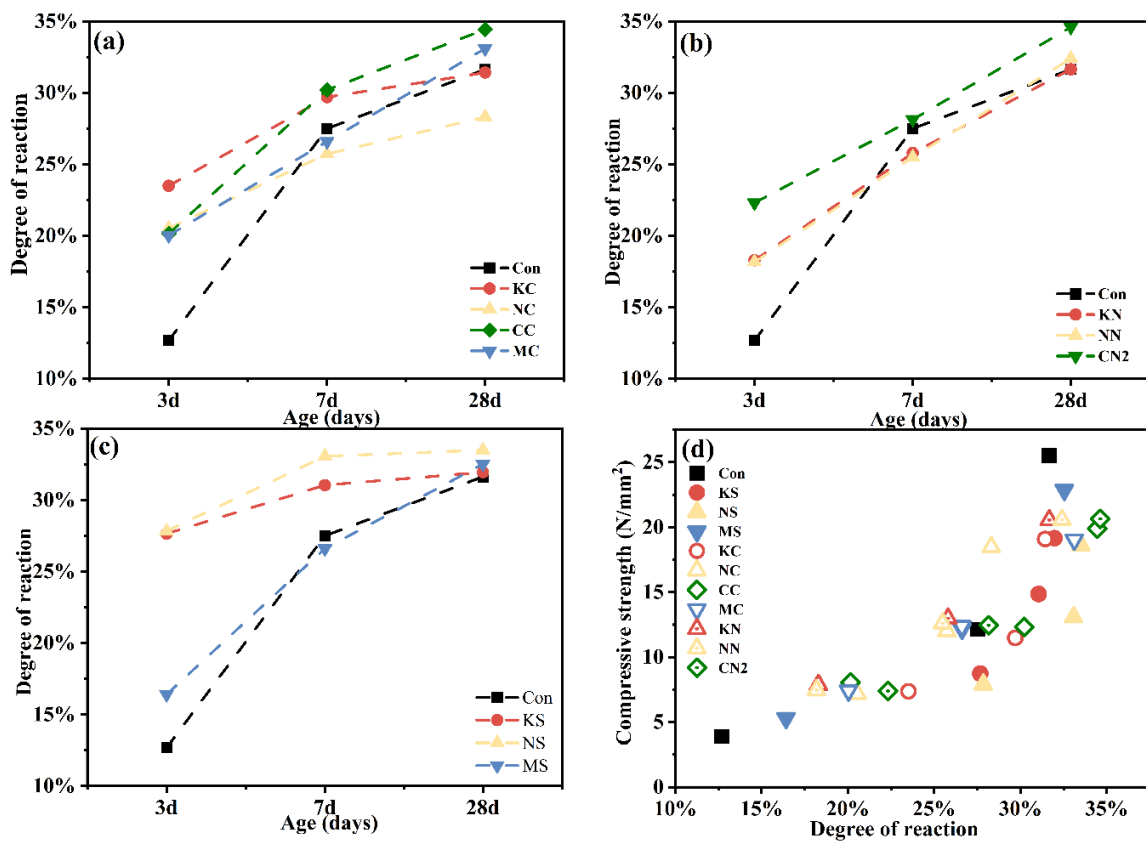 (a)
Degree of reaction
35%
30%
25%
20%
15%
10%
Con
KC
NC
CC
MC
3d
7d
28d
Age (days)
(b)
Degree of reaction
35%
30%
25%
20%
15%
10%
Con
KN
NN
CN2
3d
7d
28d
Age (days)
(c)
Degree of reaction
35%
30%
25%
20%
15%
10%
Con
KS
NS
MS
3d
7d
28d
Age (days)
(d)
Compressive strength (N/mm²)
25
20
15
10
5
0
Con
KS
NS
MS
KC
NC
CC
MC
KN
NN
CN2
10%
15%
20%
25%
30%
35%
Degree of reaction